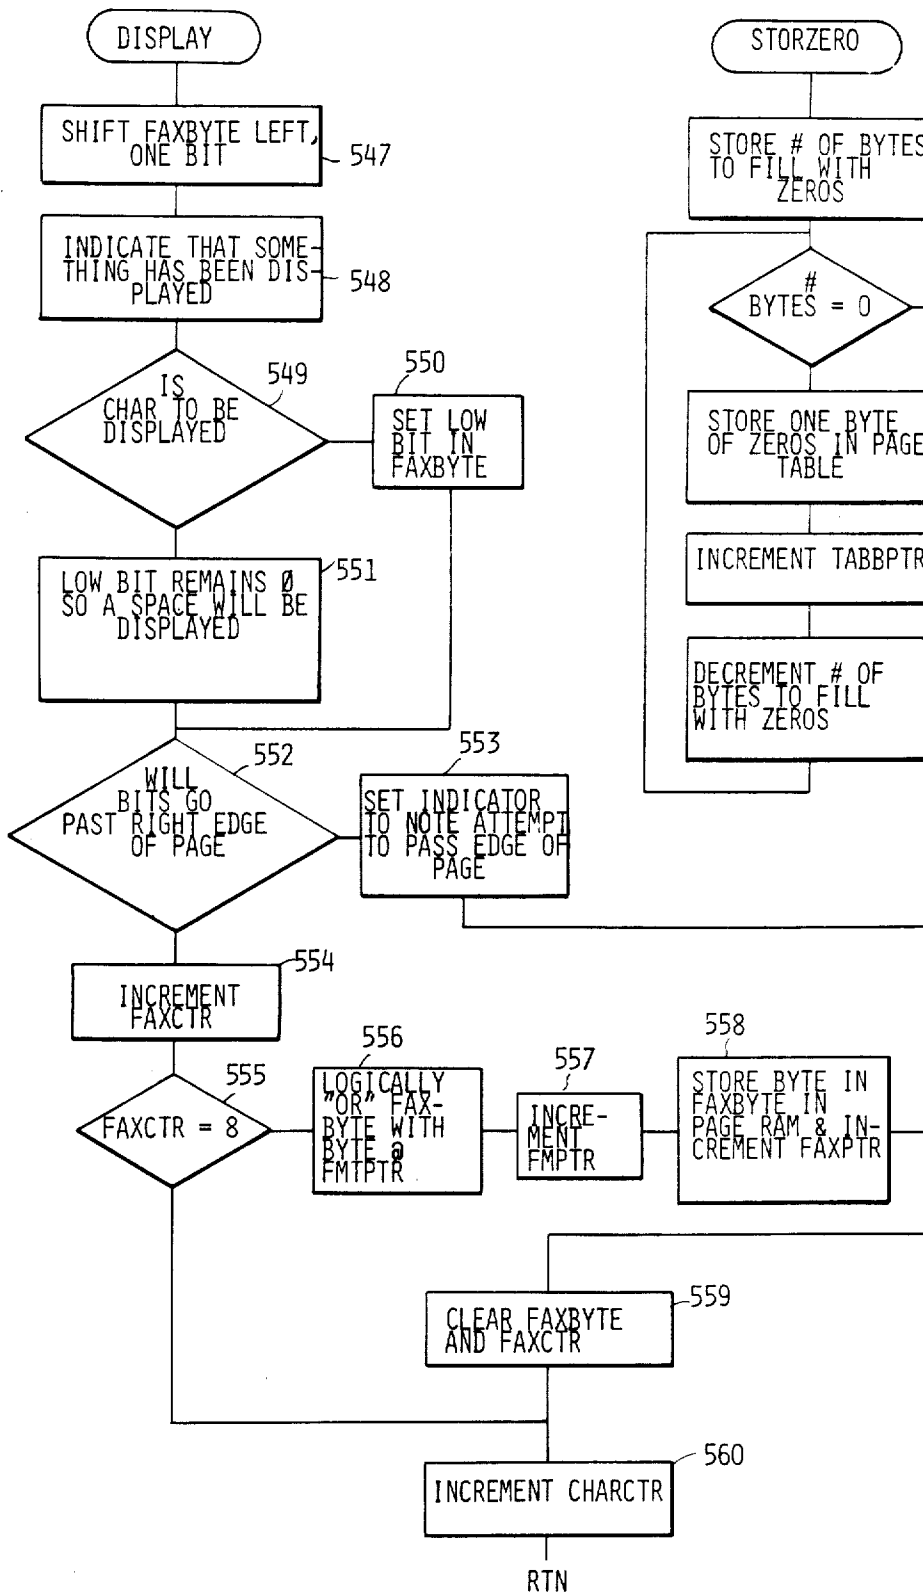 DISPLAY
SHIFT FAXBYTE LEFT,
ONE BIT
547
INDICATE THAT SOME-
THING HAS BEEN DIS-
PLAYED
548
IS
CHAR TO BE
DISPLAYED
549
550
SET LOW
BIT IN
FAXBYTE
LOW BIT REMAINS Ø
SO A SPACE WILL BE
DISPLAYED
551
WILL
BITS GO
PAST RIGHT EDGE
OF PAGE
552
553
SET INDICATOR
TO NOTE ATTEMPT
TO PASS EDGE OF
PAGE
554
INCREMENT
FAXCTR
555
FAXCTR = 8
556
LOGICALLY
"OR" FAX-
BYTE WITH
BYTE @
FMTPTR
557
INCRE-
MENT
FMPTR
558
STORE BYTE IN
FAXBYTE IN
PAGE RAM & IN-
CREMENT FAXPTR
559
CLEAR FAXBYTE
AND FAXCTR
560
INCREMENT CHARCTR
RTN
STORZERO
STORE # OF BYTES
TO FILL WITH
ZEROS
#
BYTES = 0
STORE ONE BYTE
OF ZEROS IN PAGE
TABLE
INCREMENT TABBPTR
DECREMENT # OF
BYTES TO FILL
WITH ZEROS